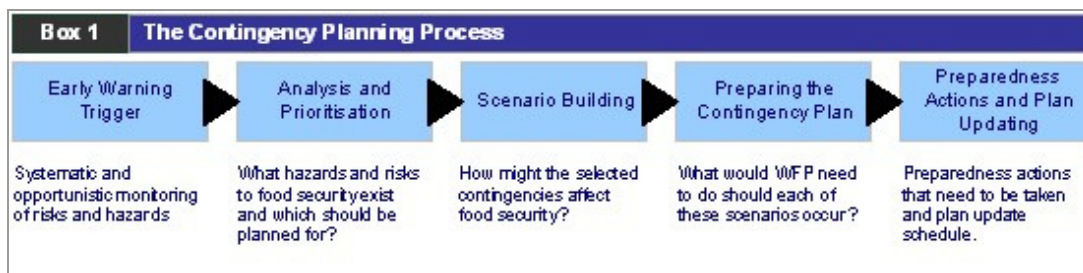 Box 1 The Contingency Planning Process
Early Warning
Trigger
Analysis and
Prioritisation
Scenario Building
Preparing the
Contingency Plan
Preparedness
Actions and Plan
Updating
Systematic and
opportunistic monitoring
of risks and hazards
What hazards and risks
to food security exist
and which should be
planned for?
How might the selected
contingencies affect
food security?
What would WFP need
to do should each of
these scenarios occur?
Preparedness actions
that need to be taken
and plan update
schedule.